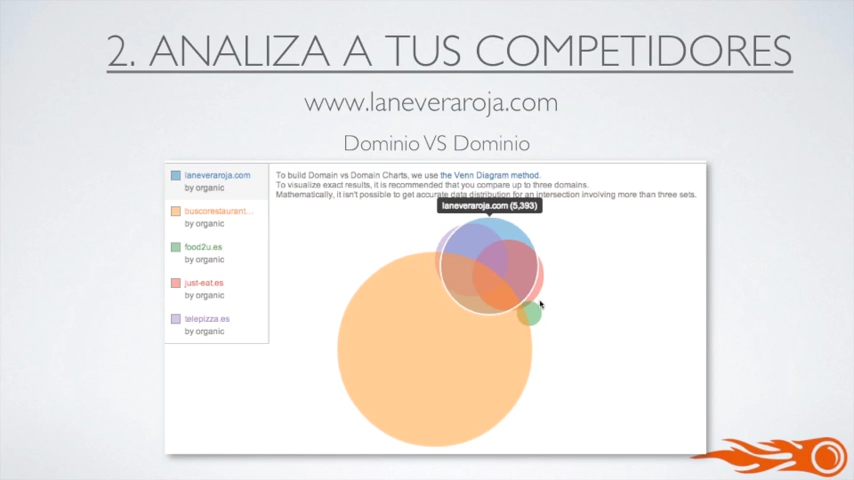 2. ANALIZA A TUS COMPETIDORES
www.laneveraroja.com
Dominio VS Dominio
laneveraroja.com
by organic
buscorestaurant...
by organic
food2u.es
by organic
just-eat.es
by organic
telepizza.es
by organic
To build Domain vs Domain Charts, we use the Venn Diagram method.
To visualize exact results, it is recommended that you compare up to three domains.
Mathematically, it isn't possible to get accurate data distribution for an intersection involving more than three sets.
laneveraroja.com (5,393)